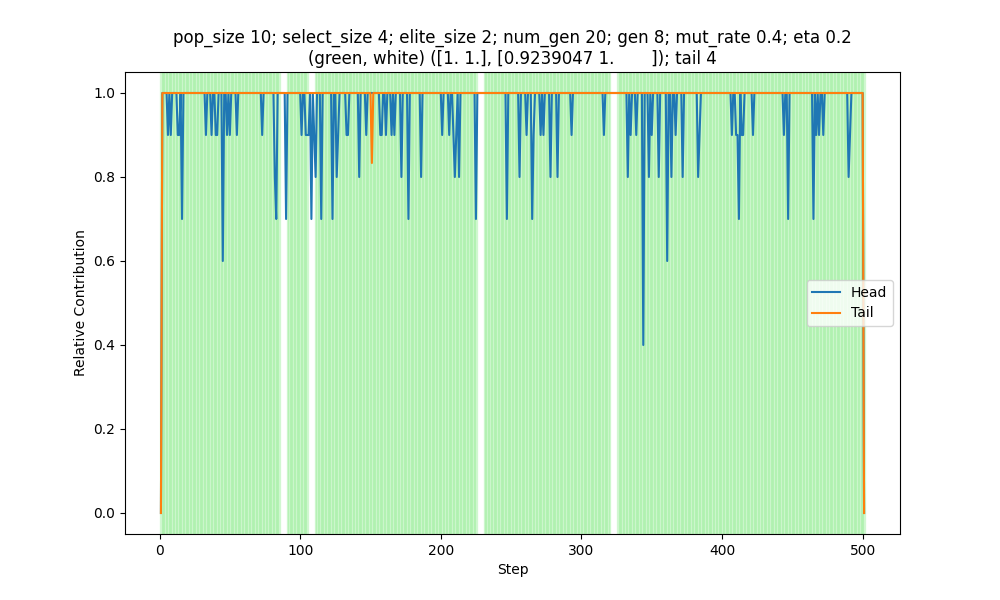 pop_size 10; select_size 4; elite_size 2; num_gen 20; gen 8; mut_rate 0.4; eta 0.2
(green, white) ([1. 1.], [0.9239047 1.        ]); tail 4
1.0
0.8
0.6
0.4
0.2
0.0
Relative Contribution
Head
Tail
0 100 200 300 400 500
Step